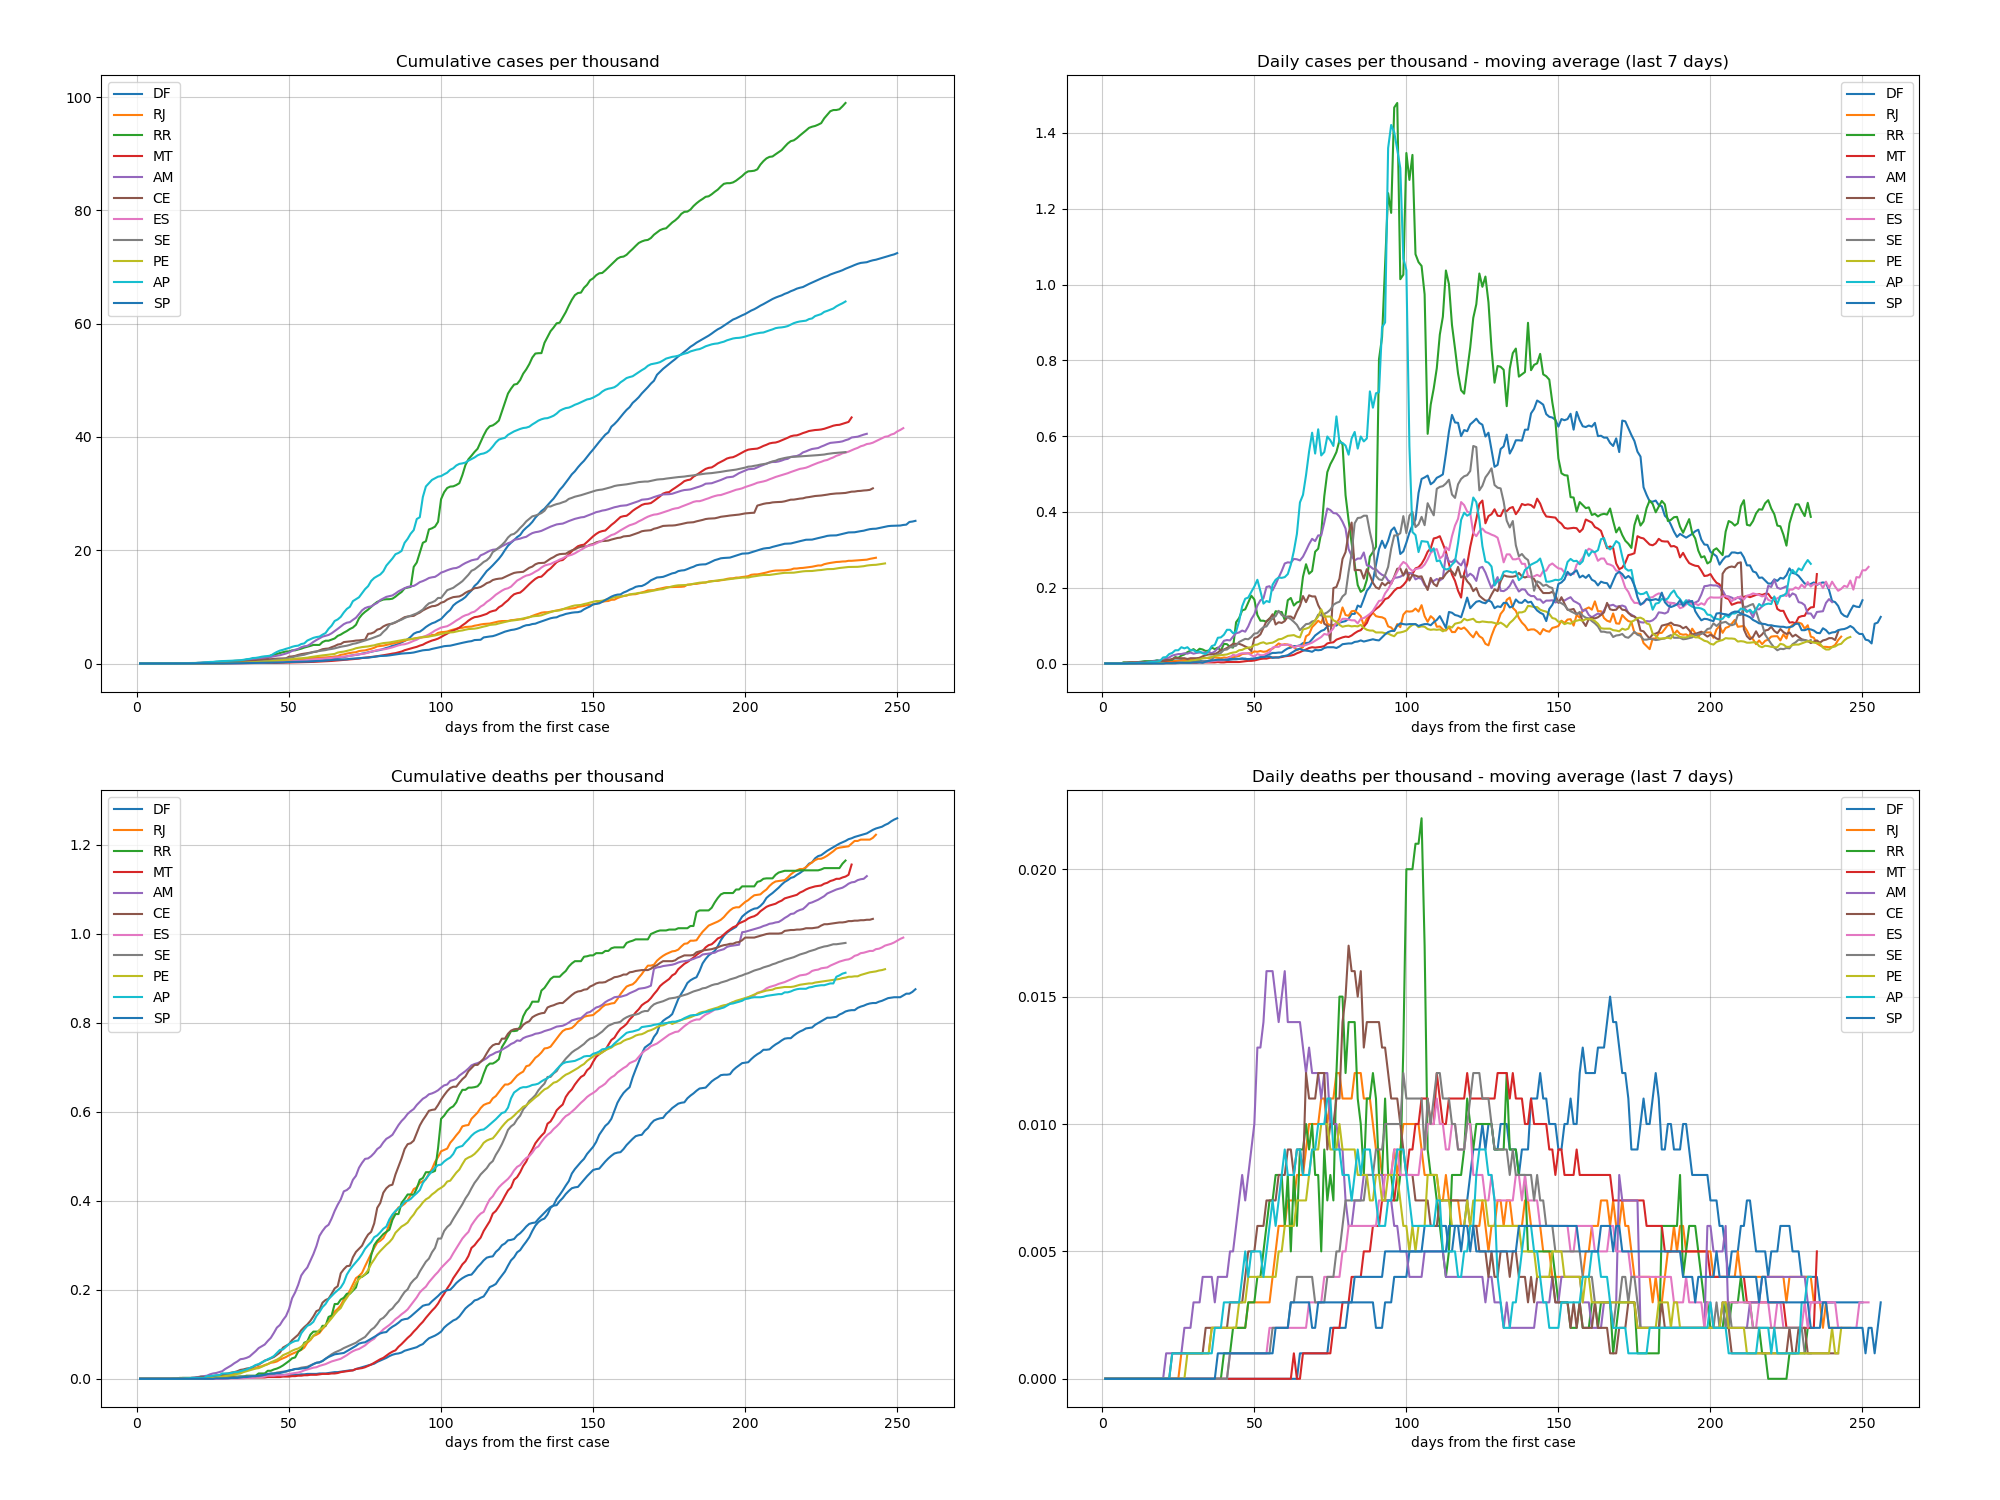 Cumulative cases per thousand
100
80
60
40
20
0
DF
RJ
RR
MT
AM
CE
ES
SE
PE
AP
SP
0 50 100 150 200 250
days from the first case
Daily cases per thousand - moving average (last 7 days)
1.4
1.2
1.0
0.8
0.6
0.4
0.2
0.0
DF
RJ
RR
MT
AM
CE
ES
SE
PE
AP
SP
0 50 100 150 200 250
days from the first case
Cumulative deaths per thousand
1.2
1.0
0.8
0.6
0.4
0.2
0.0
DF
RJ
RR
MT
AM
CE
ES
SE
PE
AP
SP
0 50 100 150 200 250
days from the first case
Daily deaths per thousand - moving average (last 7 days)
0.020
0.015
0.010
0.005
0.000
DF
RJ
RR
MT
AM
CE
ES
SE
PE
AP
SP
0 50 100 150 200 250
days from the first case